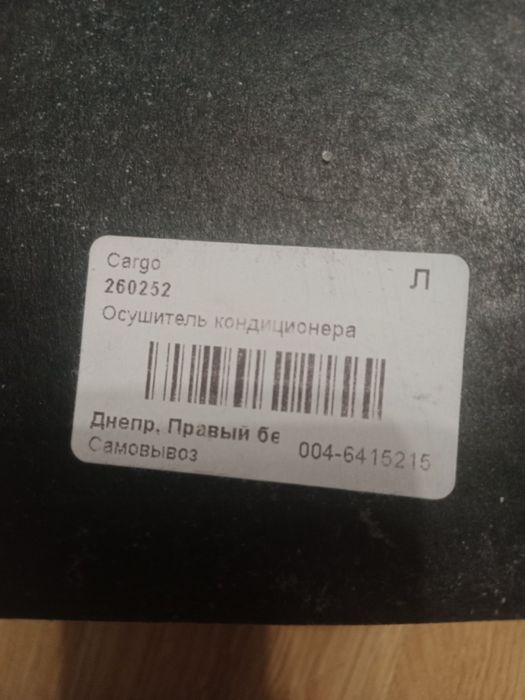 Cargo
Л
260252
Осушитель кондиционера
Днепр, Правый бе
Самовывоз
004-6415215